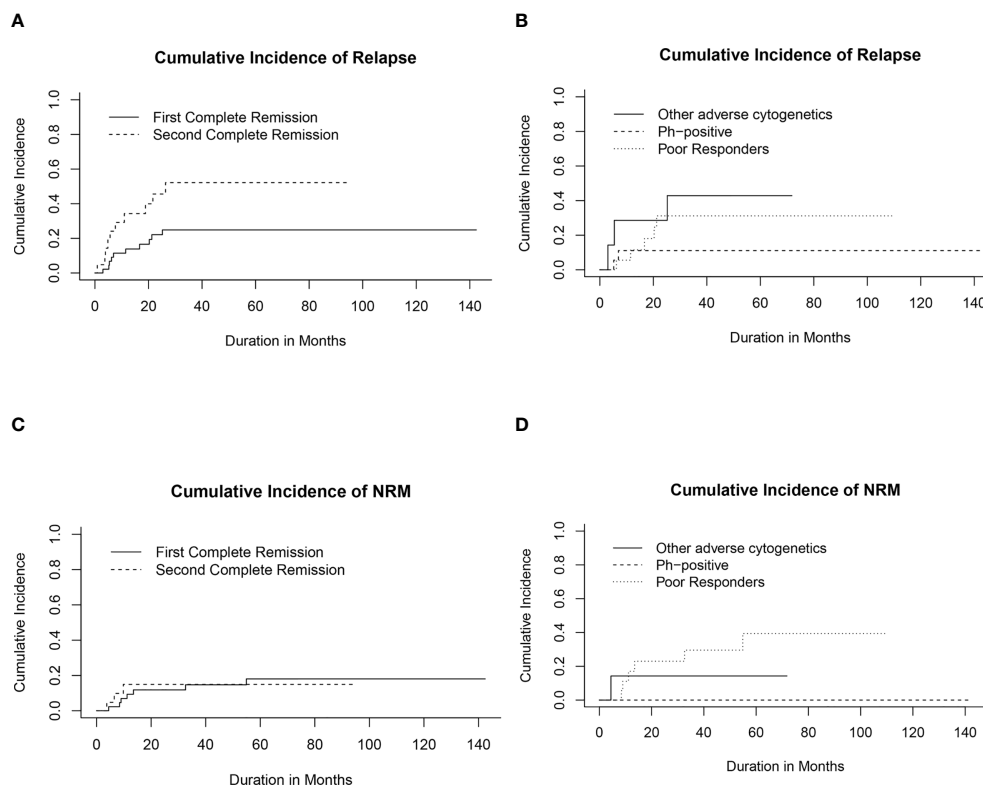 A
Cumulative Incidence of Relapse
Cumulative Incidence
0.0 0.2 0.4 0.6 0.8 1.0
First Complete Remission
Second Complete Remission
0 20 40 60 80 100 120 140
Duration in Months
B
Cumulative Incidence of Relapse
Cumulative Incidence
0.0 0.2 0.4 0.6 0.8 1.0
Other adverse cytogenetics
Ph−positive
Poor Responders
0 20 40 60 80 100 120 140
Duration in Months
C
Cumulative Incidence of NRM
Cumulative Incidence
0.0 0.2 0.4 0.6 0.8 1.0
First Complete Remission
Second Complete Remission
0 20 40 60 80 100 120 140
Duration in Months
D
Cumulative Incidence of NRM
Cumulative Incidence
0.0 0.2 0.4 0.6 0.8 1.0
Other adverse cytogenetics
Ph−positive
Poor Responders
0 20 40 60 80 100 120 140
Duration in Months